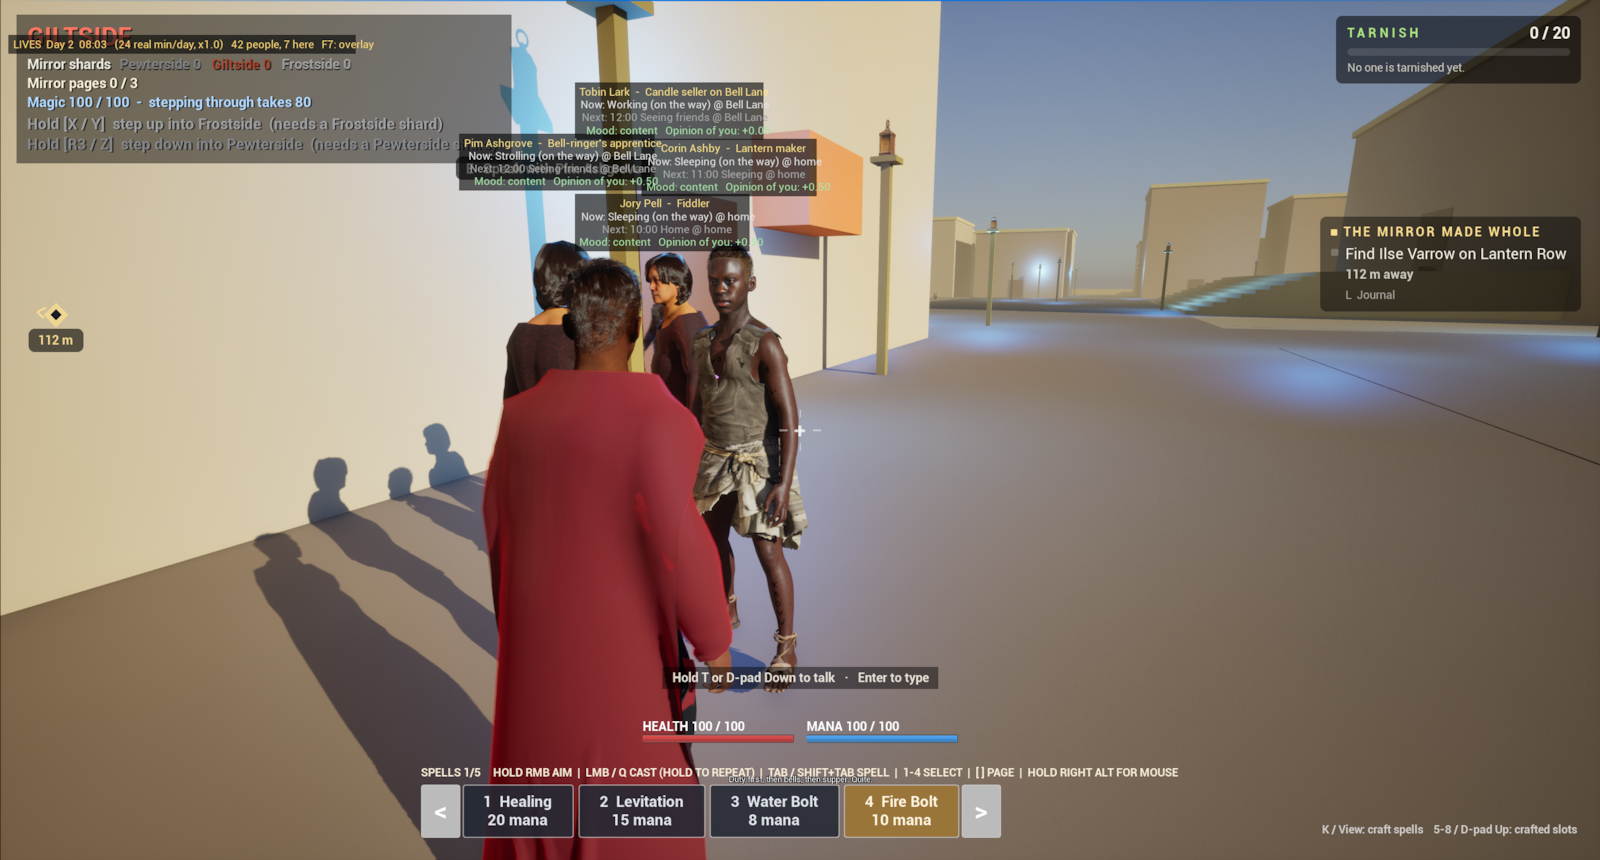 GILTSIDE
LIVES Day 2 08:03 (24 real min/day, x1.0) 42 people, 7 here F7: overlay
Mirror shards Pewterside 0 Giltside 0 Frostside 0
Mirror pages 0 / 3
Magic 100 / 100 - stepping through takes 80
Hold [X / Y] step up into Frostside (needs a Frostside shard)
Hold [R3 / Z] step down into Pewterside (needs a Pewterside s
TARNISH 0 / 20
No one is tarnished yet.
Tobin Lark - Candle seller on Bell Lane
Now: Working (on the way) @ Bell Lane
Next: 12:00 Seeing friends @ Bell Lane
Mood: content Opinion of you: +0.0
Pim Ashgrove - Bell-ringer's apprentice
Now: Strolling (on the way) @ Bell Lane
Next: 12:00 Seeing friends @ Bell Lane
Mood: content Opinion of you: +0.50
Corin Ashby - Lantern maker
Now: Sleeping (on the way) @ home
Next: 11:00 Sleeping @ home
Mood: content Opinion of you: +0.50
Jory Pell - Fiddler
Now: Sleeping (on the way) @ home
Next: 10:00 Home @ home
Mood: content Opinion of you:
THE MIRROR MADE WHOLE
Find Ilse Varrow on Lantern Row
112 m away
L Journal
112 m
Hold T or D-pad Down to talk · Enter to type
HEALTH 100 / 100 MANA 100 / 100
SPELLS 1/5 HOLD RMB AIM | LMB / Q CAST (HOLD TO REPEAT) | TAB / SHIFT+TAB SPELL | 1-4 SELECT | [ ] PAGE | HOLD RIGHT ALT FOR MOUSE
Duty first, then bells, then supper. Quite.
< 1 Healing 2 Levitation 3 Water Bolt 4 Fire Bolt >
20 mana 15 mana 8 mana 10 mana
K / View: craft spells 5-8 / D-pad Up: crafted slots